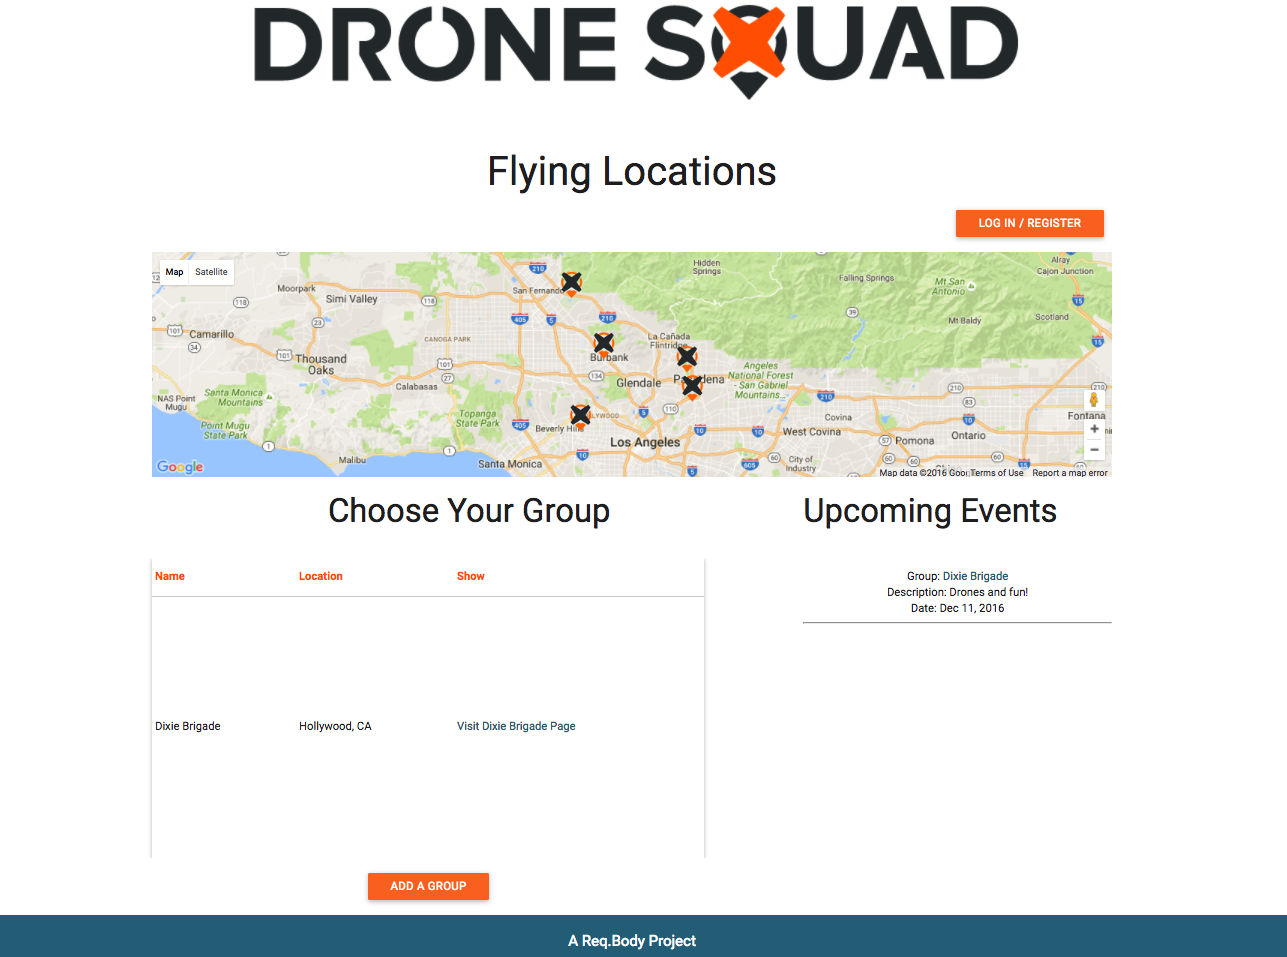 DRONE SQUAD
Flying Locations
LOG IN / REGISTER
Map Satellite
Hidden Springs
Alray
Cajon Junction
Falling Springs
Mt San Antonio
Moorpark
Simi Valley
San Fernando
Scotland
Mt Baldy
Camarillo
CANOGA PARK
La Cañada Flintridge
Burbank
Thousand Oaks
Calabasas
Glendale
Angeles National Forest - San Gabriel Mountains...
NAS Point Mugu
Santa Monica Mountains...
Point Mugu State Park
Topanga State Park
Beverly
Los Angeles
West Covina
Covina
Pomona
Ontario
Fontana
Malibu
Santa Monica
City of Industry
Google
Map data ©2016 Terms of Use Report a map error
Choose Your Group
Upcoming Events
Name Location Show
Dixie Brigade Hollywood, CA Visit Dixie Brigade Page
Group: Dixie Brigade
Description: Drones and fun!
Date: Dec 11, 2016
ADD A GROUP
A Req.Body Project